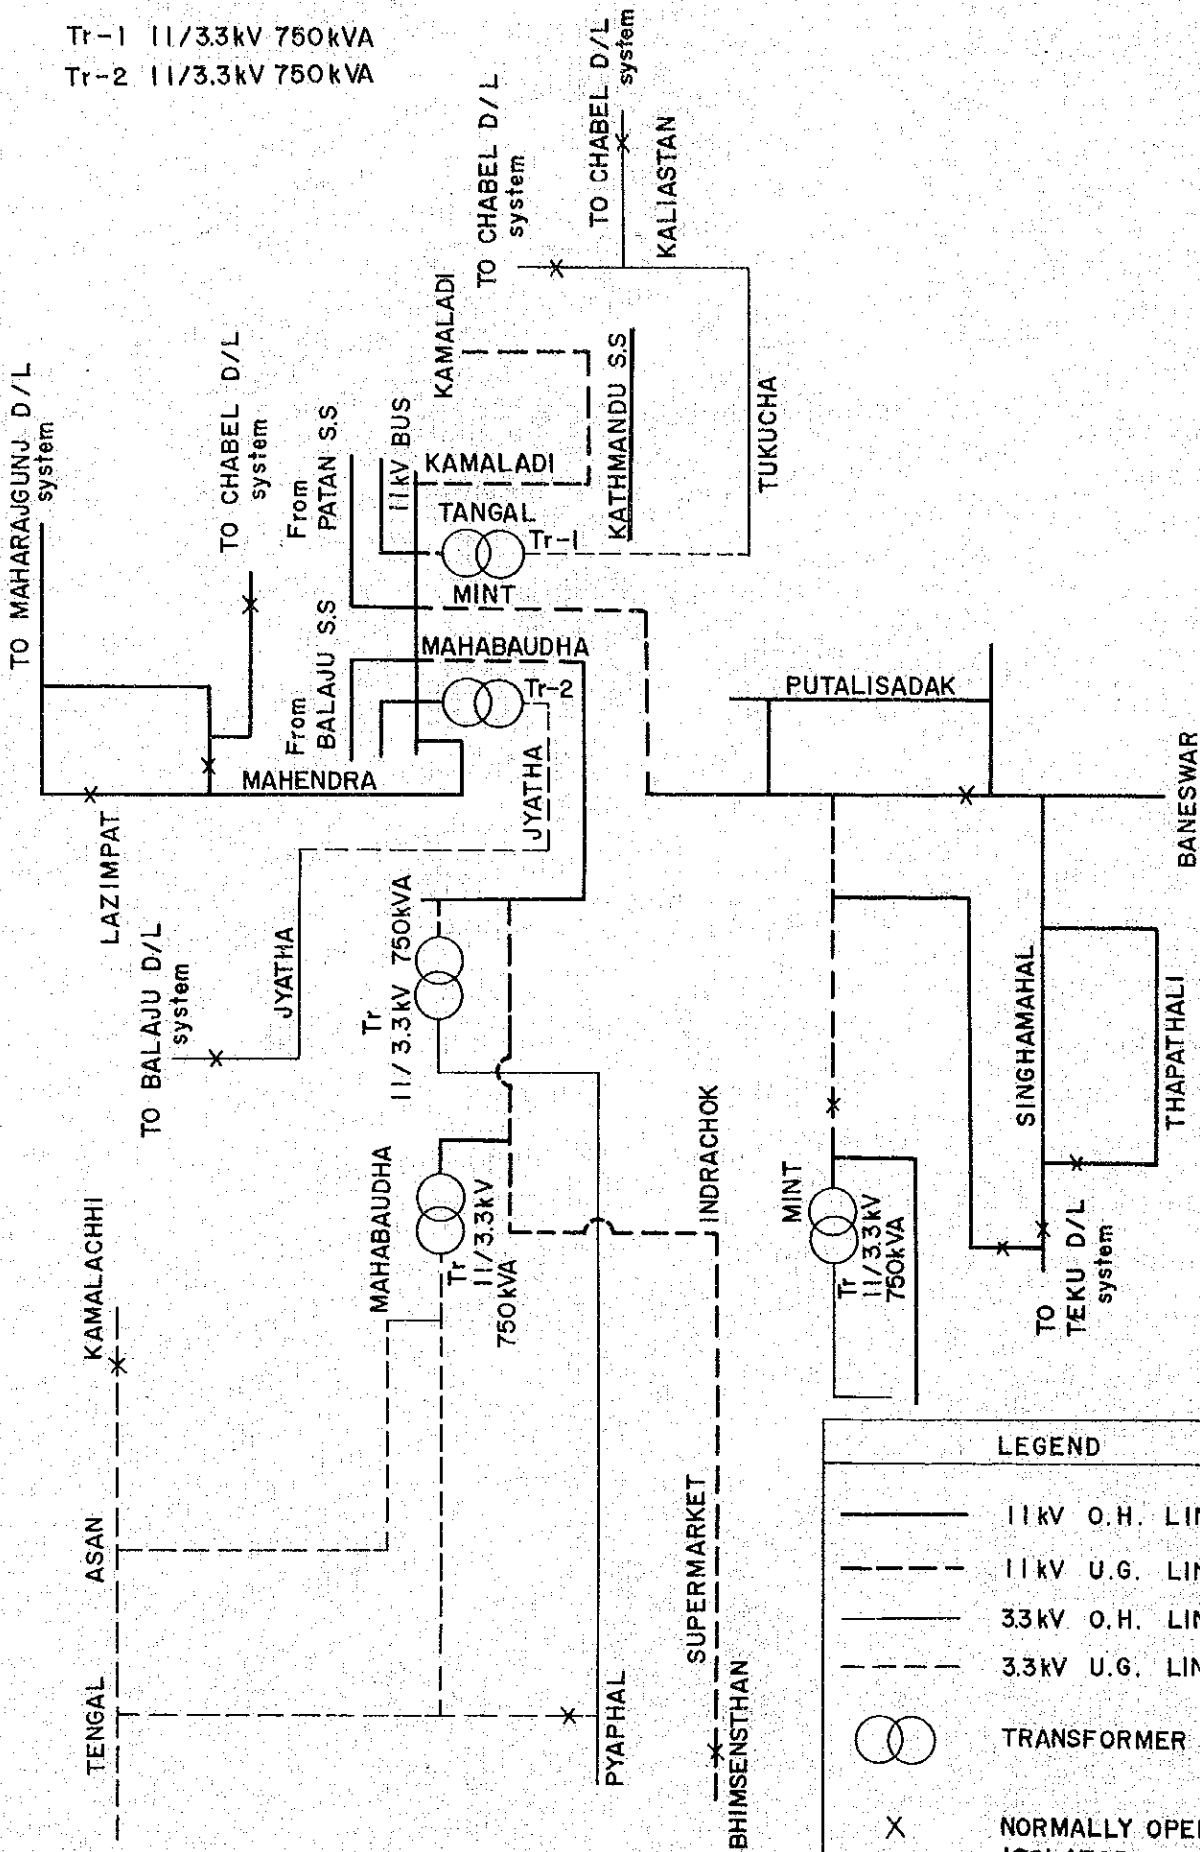 Tr-1 11/3.3kV 750kVA
Tr-2 11/3.3kV 750kVA
TO MAHARAJGUNJ D/L
system
TO CHABEL D/L
system
TO CHABEL D/L
system
TO CHABEL D/L
system
KALIASTAN
KAMALADI
From
PATAN S.S
11kV BUS
KAMALADI
KATHMANDU S.S
TANGAL
Tr-1
TUKUCHA
MINT
From
BALAJU S.S
MAHABAUDHA
Tr-2
MAHENDRA
JYATHA
LAZIMPAT
PUTALISADAK
BANESWAR
TO BALAJU D/L
system
JYATHA
Tr
11/3.3kV 750kVA
SINGHAMAHAL
THAPATHALI
KAMALACHHI
MAHABAUDHA
Tr
11/3.3kV
750kVA
INDRACHOK
MINT
Tr
11/3.3kV
750kVA
TO
TEKU D/L
system
ASAN
TENGAL
PYAPHAL
SUPERMARKET
BHIMSENSTHAN
LEGEND
11kV O.H.
11kV U.G.
3.3kV O.H.
3.3kV U.G.
TRANSFORMER
NORMALLY